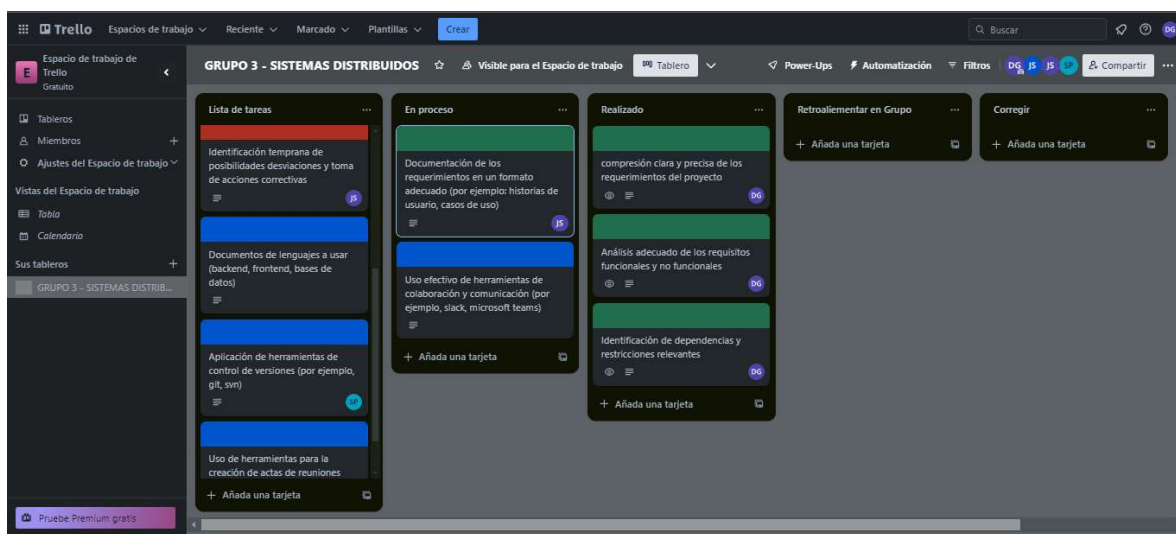 Trello
Espacios de trabajo
Reciente
Marcado
Plantillas
Crear
Buscar
DG
E
Espacio de trabajo de
Trello
Gratuito
GRUPO 3 - SISTEMAS DISTRIBUIDOS
Visible para el Espacio de trabajo
Tablero
Power-Ups
Automatización
Filtros
DG
JS
JS
SP
Compartir
Tableros
Miembros
Ajustes del Espacio de trabajo
Vistas del Espacio de trabajo
Tabla
Calendario
Sus tableros
GRUPO 3 - SISTEMAS DISTRIB...
Pruebe Premium gratis
Lista de tareas
Identificación temprana de
posibilidades desviaciones y toma
de acciones correctivas
JS
Documentos de lenguajes a usar
(backend, frontend, bases de
datos)
Aplicación de herramientas de
control de versiones (por ejemplo,
git, svn)
SP
Uso de herramientas para la
creación de actas de reuniones
Añada una tarjeta
En proceso
Documentación de los
requerimientos en un formato
adecuado (por ejemplo: historias de
usuario, casos de uso)
JS
Uso efectivo de herramientas de
colaboración y comunicación (por
ejemplo, slack, microsoft teams)
Añada una tarjeta
Realizado
compresión clara y precisa de los
requerimientos del proyecto
DG
Análisis adecuado de los requisitos
funcionales y no funcionales
DG
Identificación de dependencias y
restricciones relevantes
DG
Añada una tarjeta
Retroaliementar en Grupo
Añada una tarjeta
Corregir
Añada una tarjeta